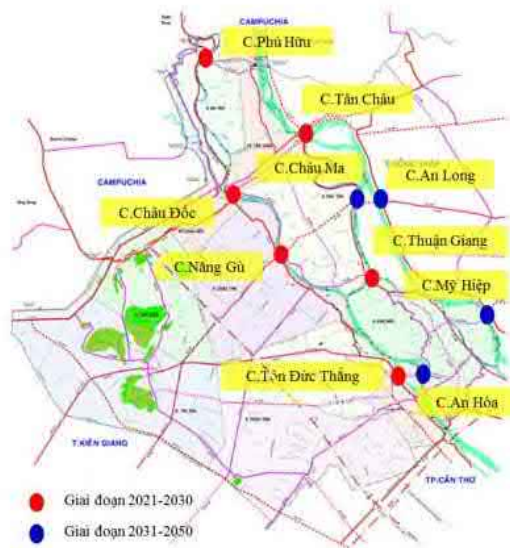 CAMPUCHIA
C.Phú Hữu
C.Tân Châu
C.Châu Ma
C.An Long
CAMPUCHIA
C.Châu Đốc
C.Thuận Giang
C.Năng Gù
C.Mỹ Hiệp
C.Tôn Đức Thắng
C.An Hòa
T.KIÊN GIANG
TP.CẦN THƠ
Giai đoạn 2021-2030
Giai đoạn 2031-2050